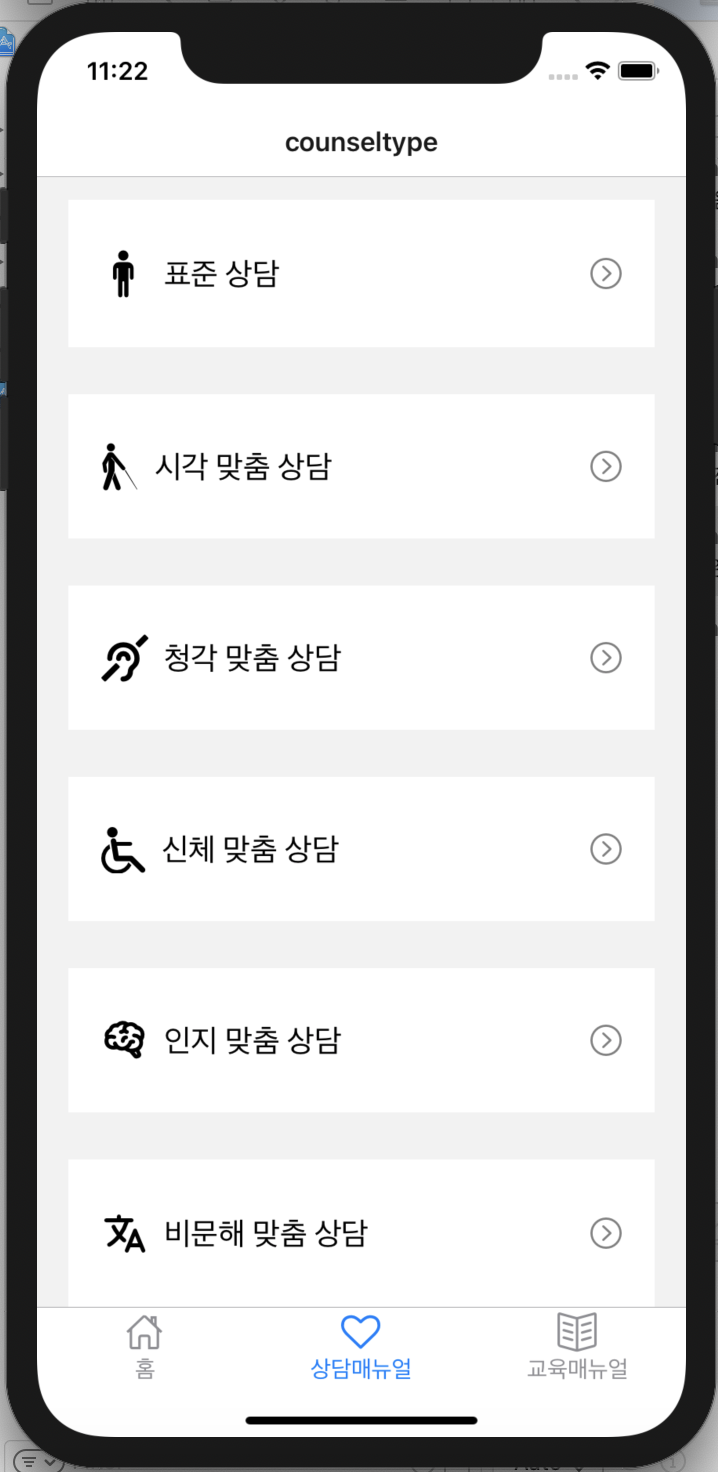 11:22
counseltype
표준 상담
시각 맞춤 상담
청각 맞춤 상담
신체 맞춤 상담
인지 맞춤 상담
비문해 맞춤 상담
홈
상담매뉴얼
교육매뉴얼